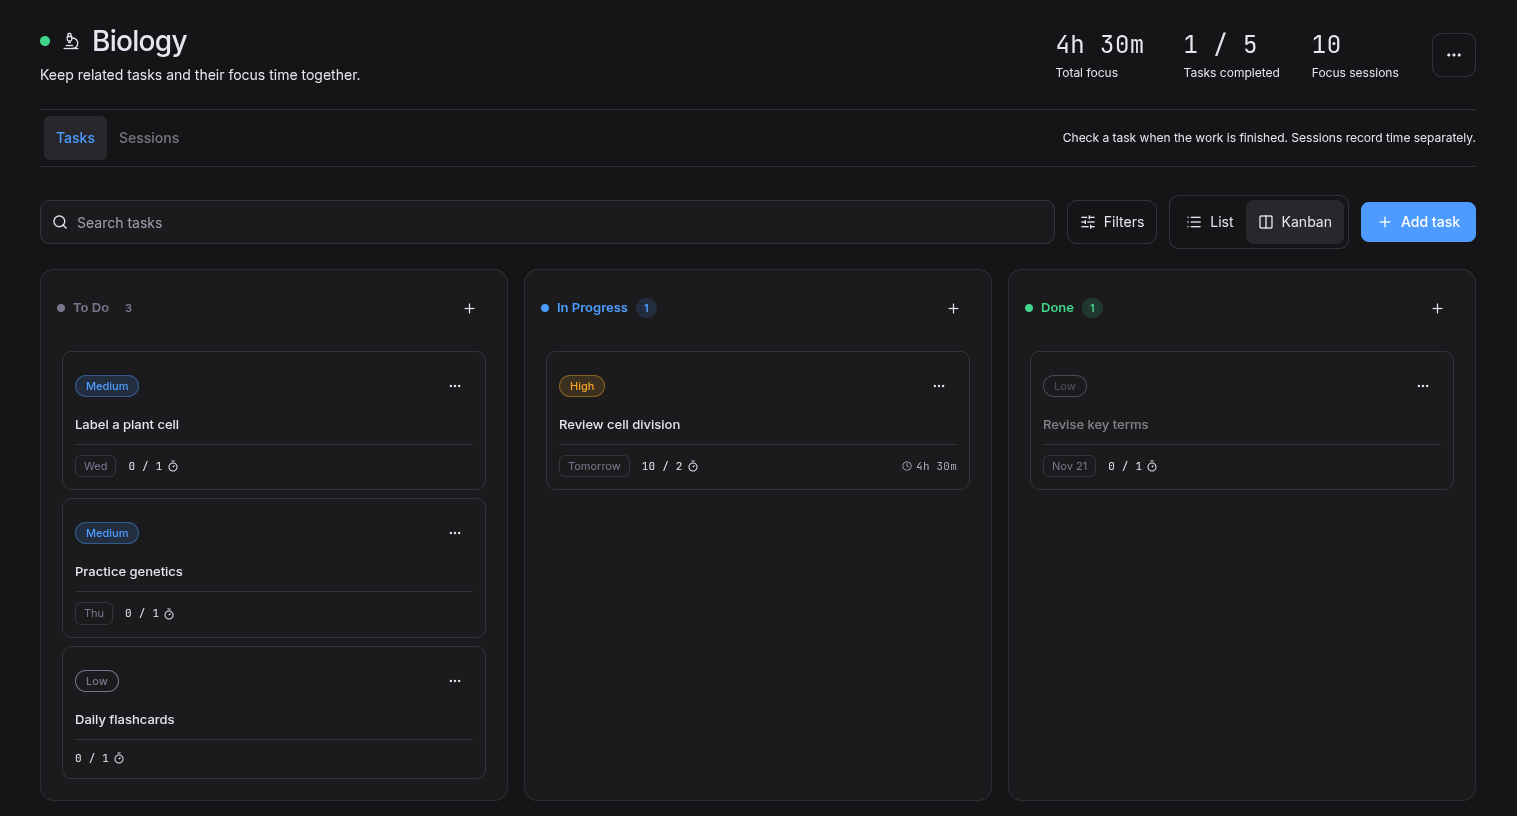 Biology
Keep related tasks and their focus time together.
4h 30m
Total focus
1 / 5
Tasks completed
10
Focus sessions
Tasks
Sessions
Check a task when the work is finished. Sessions record time separately.
Search tasks
Filters
List
Kanban
Add task
To Do 3
Medium
Label a plant cell
Wed 0 / 1
Medium
Practice genetics
Thu 0 / 1
Low
Daily flashcards
0 / 1
In Progress 1
High
Review cell division
Tomorrow 10 / 2 4h 30m
Done 1
Low
Revise key terms
Nov 21 0 / 1